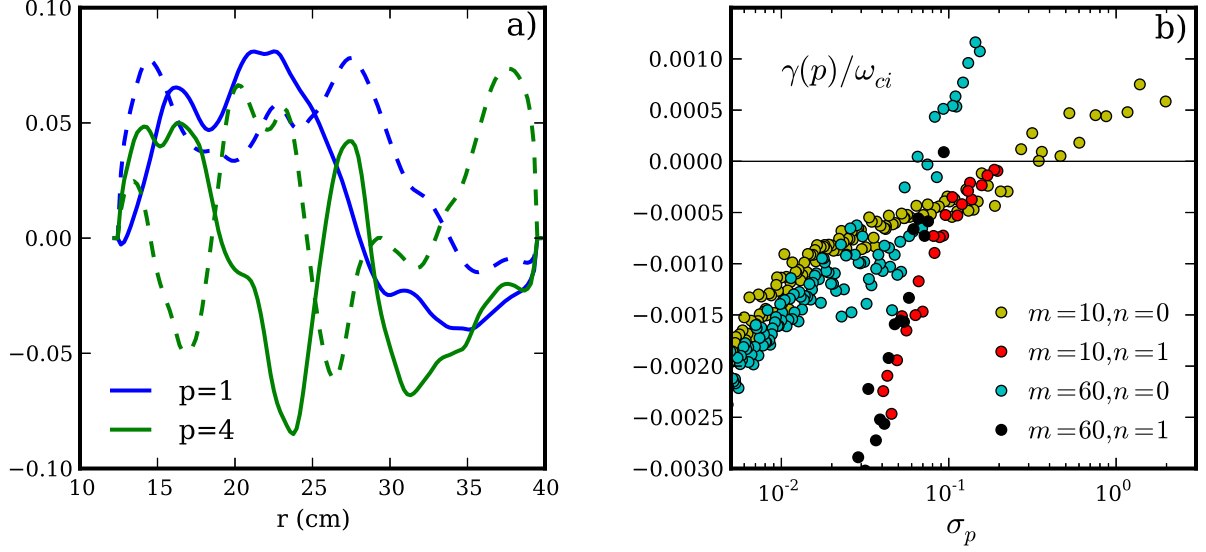 a)
0.10
0.05
0.00
−0.05
−0.10
p=1
p=4
10 15 20 25 30 35 40
r (cm)
b)
γ(p)/ω_{ci}
0.0010
0.0005
0.0000
−0.0005
−0.0010
−0.0015
−0.0020
−0.0025
−0.0030
m=10,n=0
m=10,n=1
m=60,n=0
m=60,n=1
10^{-2} 10^{-1} 10^{0}
σ_p